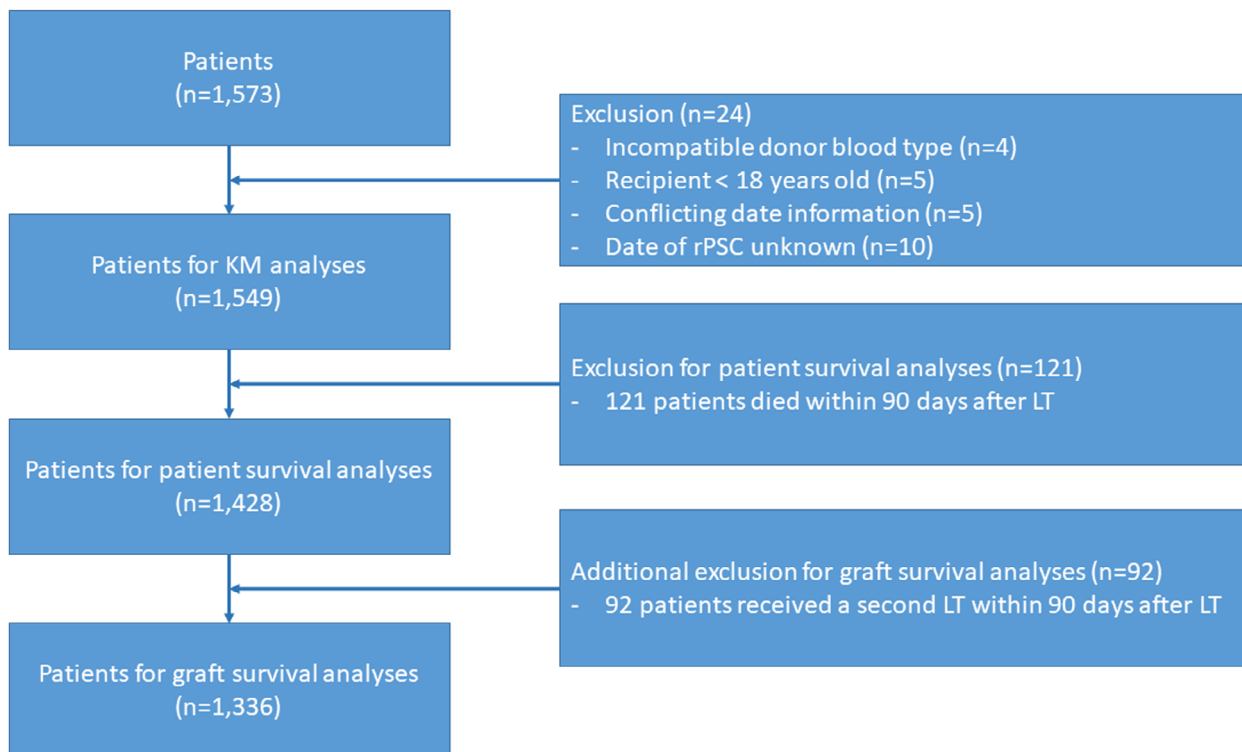 Patients
(n=1,573)
Exclusion (n=24)
- Incompatible donor blood type (n=4)
- Recipient < 18 years old (n=5)
- Conflicting date information (n=5)
- Date of rPSC unknown (n=10)
Patients for KM analyses
(n=1,549)
Exclusion for patient survival analyses (n=121)
- 121 patients died within 90 days after LT
Patients for patient survival analyses
(n=1,428)
Additional exclusion for graft survival analyses (n=92)
- 92 patients received a second LT within 90 days after LT
Patients for graft survival analyses
(n=1,336)